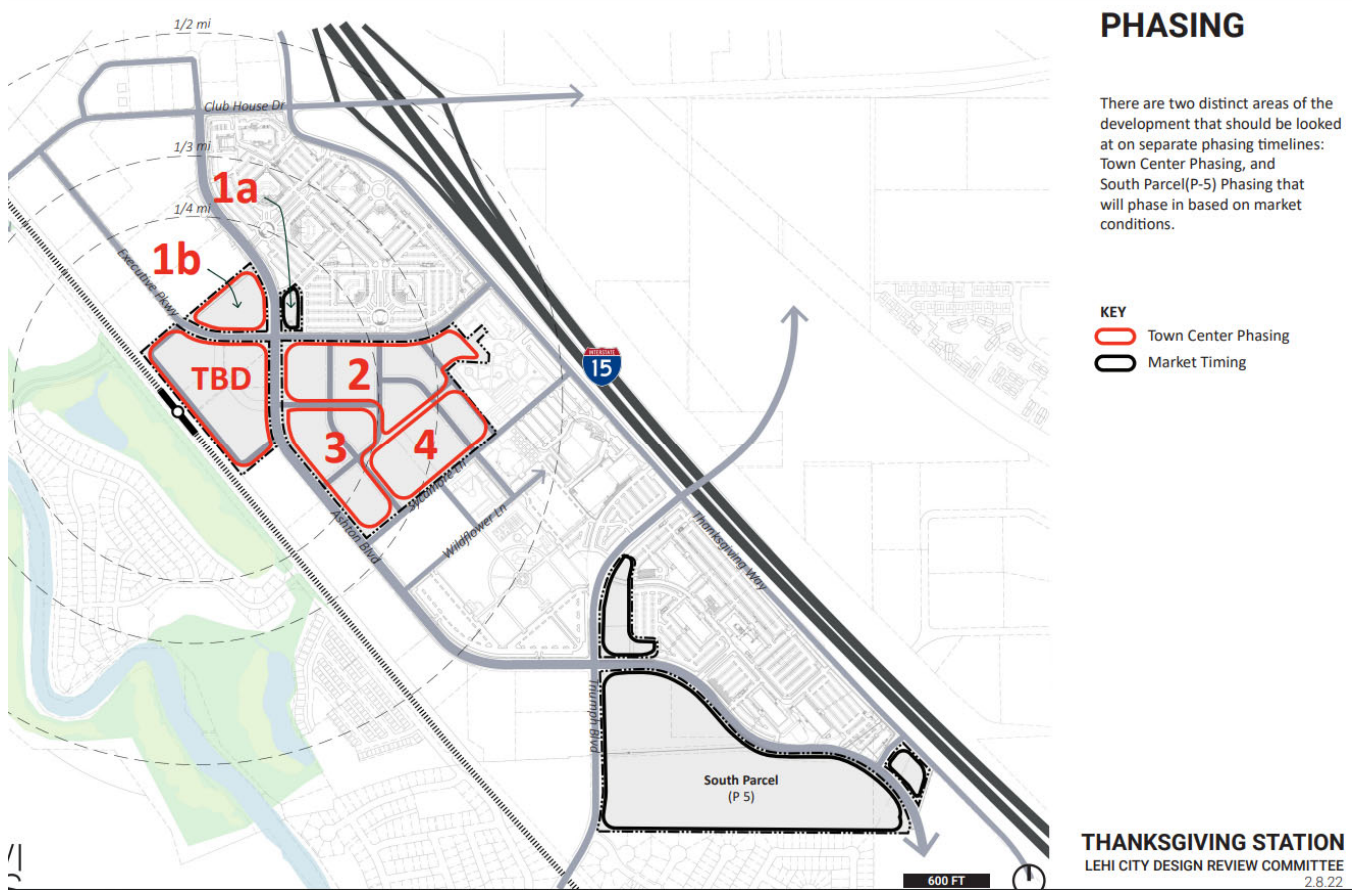 PHASING
There are two distinct areas of the
development that should be looked
at on separate phasing timelines:
Town Center Phasing, and
South Parcel(P-5) Phasing that
will phase in based on market
conditions.
KEY
Town Center Phasing
Market Timing
1/2 mi
Club House Dr
1/3 mi
1a
1/4 mi
1b
Executive Pkwy
TBD
2
3
4
INTERSTATE
15
Sycamore Ln
Ashton Blvd
Wildflower Ln
Thanksgiving Way
Triumph Blvd
South Parcel
(P 5)
600 FT
THANKSGIVING STATION
LEHI CITY DESIGN REVIEW COMMITTEE
2.8.22